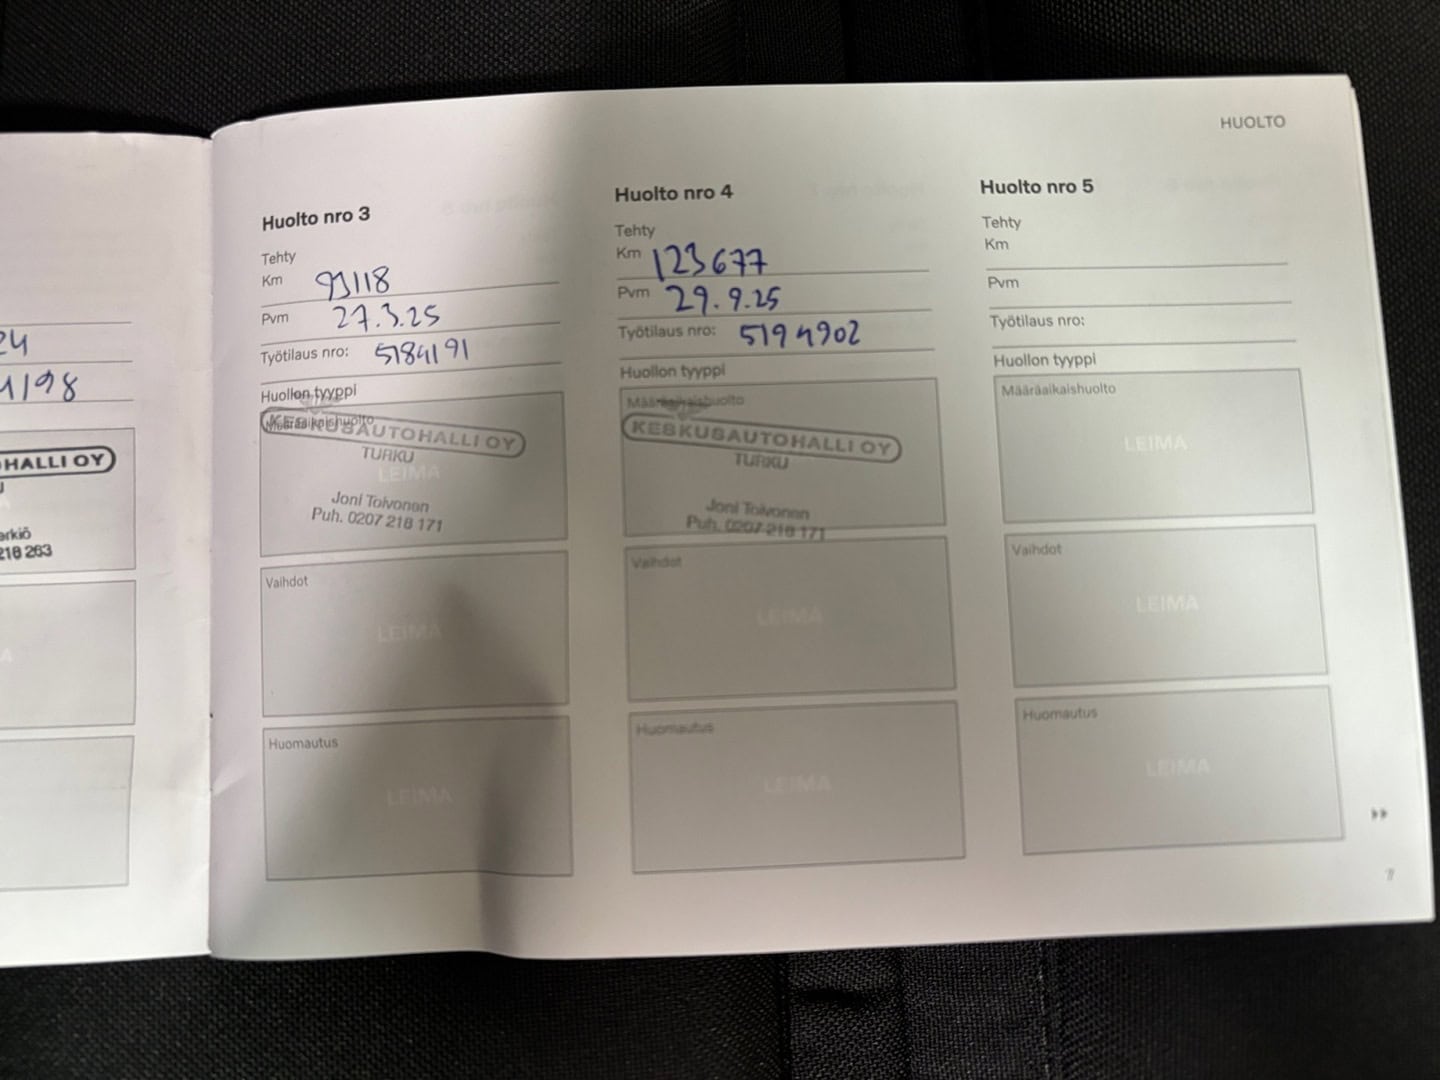 24
1198
HALLI OY
erkiö
218 263
HUOLTO
Huolto nro 3
Tehty
Km 93118
Pvm 27.3.25
Työtilaus nro: 5184191
Huollon tyyppi
Määräaikaishuolto
KESKUSAUTOHALLI OY
TURKU
LEIMA
Joni Toivonen
Puh. 0207 218 171
Vaihdot
LEIMA
Huomautus
LEIMA
Huolto nro 4
Tehty
Km 123677
Pvm 29.9.25
Työtilaus nro: 5194902
Huollon tyyppi
Määräaikaishuolto
KESKUSAUTOHALLI OY
TURKU
Joni Toivonen
Puh. 0207 218 171
Vaihdot
LEIMA
Huomautus
LEIMA
Huolto nro 5
Tehty
Km
Pvm
Työtilaus nro:
Huollon tyyppi
Määräaikaishuolto
LEIMA
Vaihdot
LEIMA
Huomautus
LEIMA